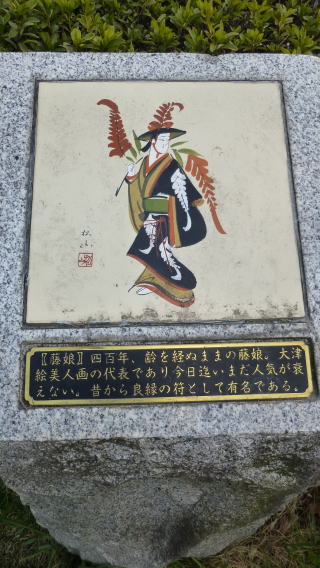 〖藤娘〗四百年、齢を経ぬままの藤娘。大津
絵美人画の代表であり今日迄いまだ人気が衰
えない。昔から良縁の符として有名である。